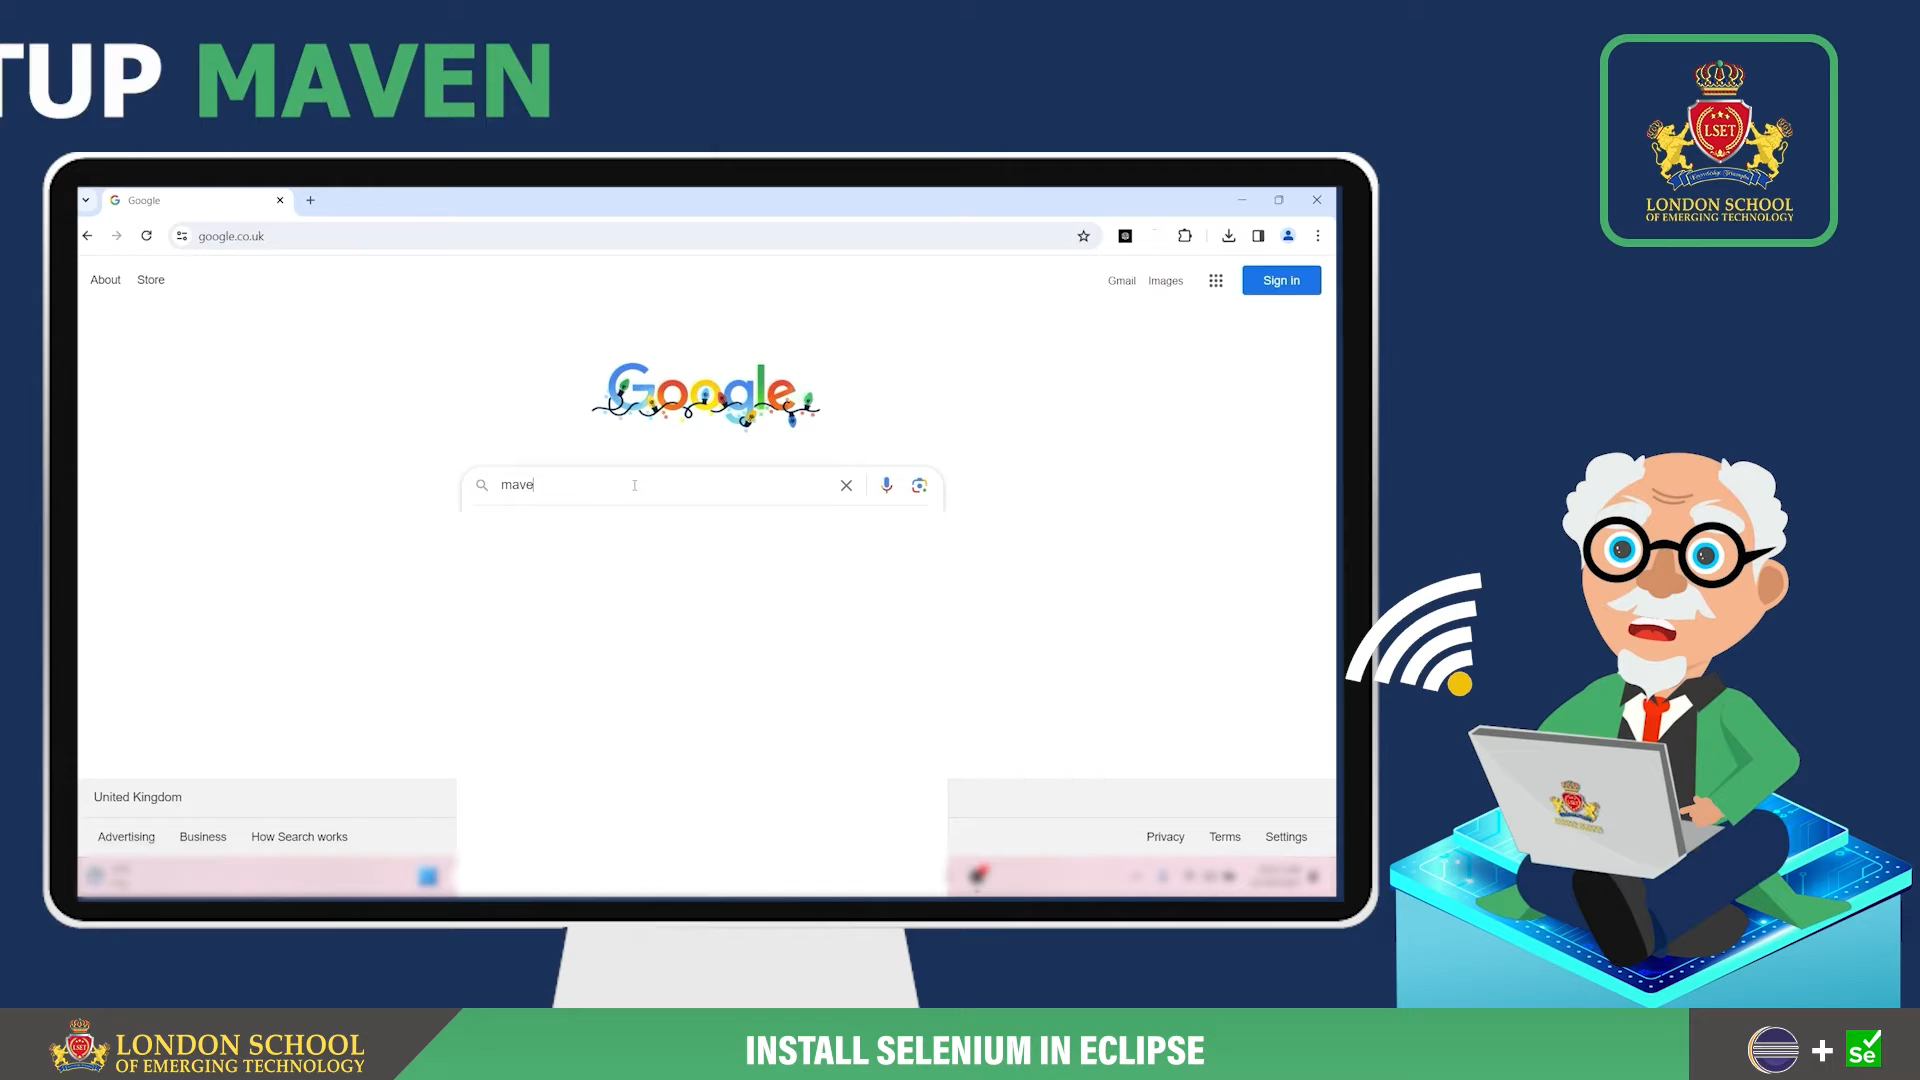 TUP MAVEN
LSET
LONDON SCHOOL
OF EMERGING TECHNOLOGY
Google
google.co.uk
About Store
Gmail Images Sign in
Google
mave
United Kingdom
Advertising Business How Search works
Privacy Terms Settings
LONDON SCHOOL
OF EMERGING TECHNOLOGY
INSTALL SELENIUM IN ECLIPSE
+ Se